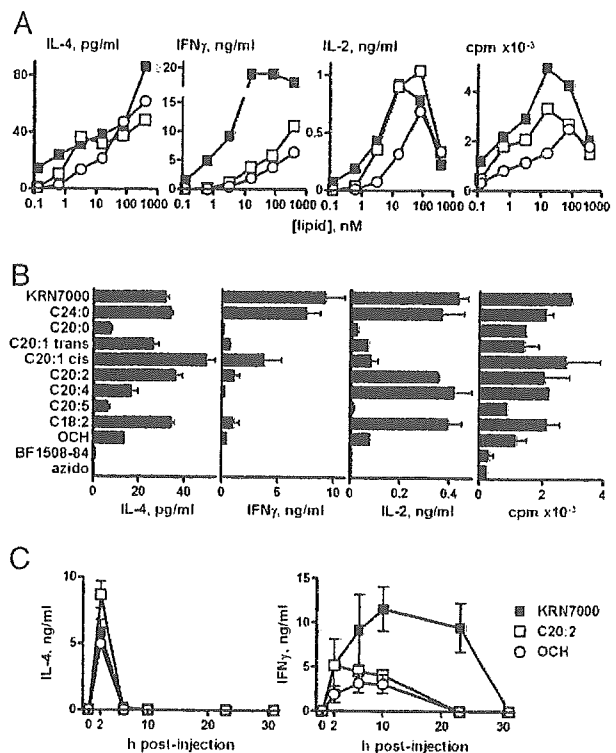 A
IL-4, pg/ml IFNγ, ng/ml IL-2, ng/ml cpm x10-3
80 40 0
20 15 10 5 0
1 0.5 0
4 2 0
0.1 1 10 100 1000 0.1 1 10 100 1000 0.1 1 10 100 1000 0.1 1 10 100 1000
[lipid], nM
B
KRN7000
C24:0
C20:0
C20:1 trans
C20:1 cis
C20:2
C20:4
C20:5
C18:2
OCH
BF1508-84
azido
0 20 40 0 5 10 0 0.2 0.4 0 2 4
IL-4, pg/ml IFNγ, ng/ml IL-2, ng/ml cpm x10-3
C
IL-4, ng/ml
10 5 0
0 2 10 20 30
h post-injection
IFNγ, ng/ml
15 10 5 0
0 2 10 20 30
h post-injection
KRN7000
C20:2
OCH